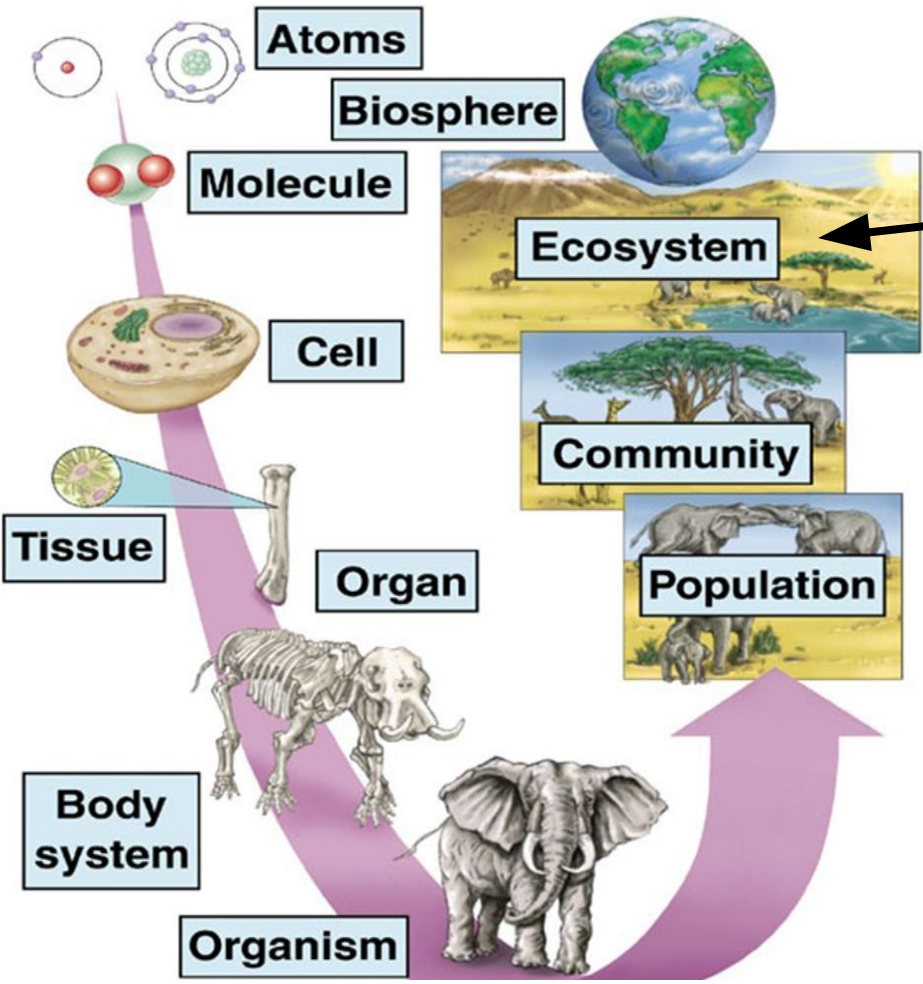 Atoms
Biosphere
Molecule
Ecosystem
Cell
Community
Tissue
Organ
Population
Body
system
Organism